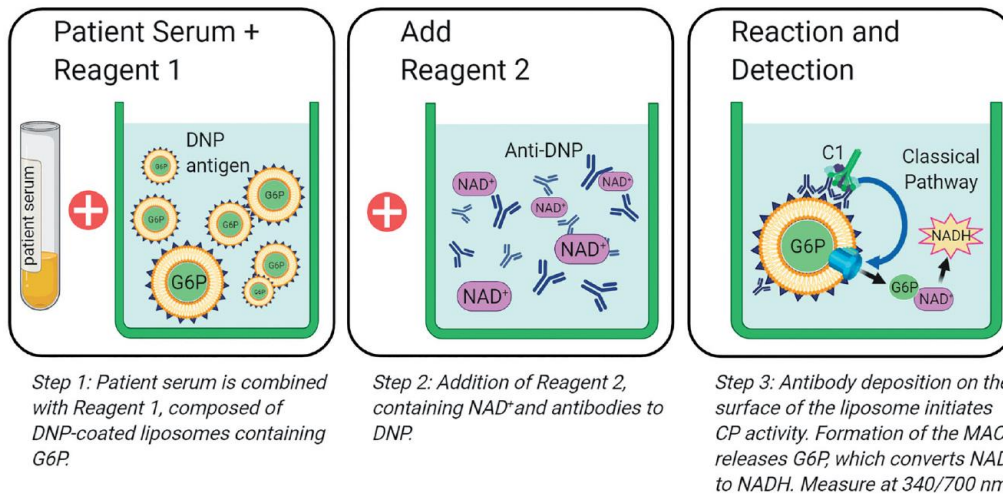 Patient Serum +
Reagent 1
patient serum
DNP
antigen
G6P
G6P
G6P
G6P
G6P
G6P
G6P
Step 1: Patient serum is combined
with Reagent 1, composed of
DNP-coated liposomes containing
G6P.
Add
Reagent 2
Anti-DNP
NAD⁺
NAD⁺
NAD⁺
NAD⁺
NAD⁺
Step 2: Addition of Reagent 2,
containing NAD⁺and antibodies to
DNP.
Reaction and
Detection
C1
Classical
Pathway
G6P
NADH
G6P
NAD⁺
Step 3: Antibody deposition on the
surface of the liposome initiates
CP activity. Formation of the MAC
releases G6P, which converts NAD
to NADH. Measure at 340/700 nm